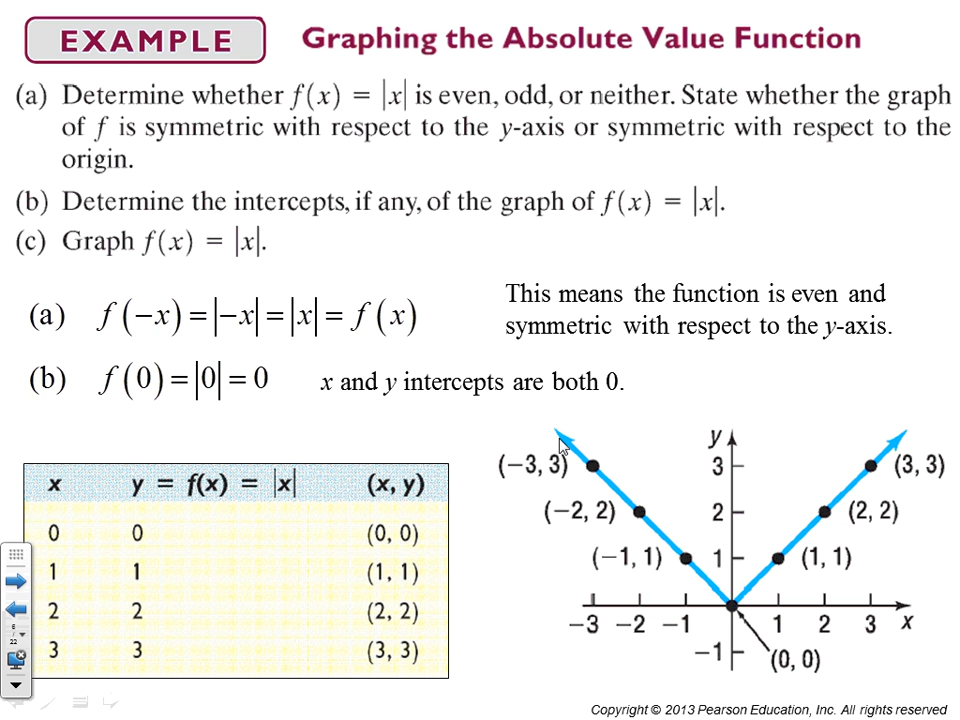 EXAMPLE
Graphing the Absolute Value Function
(a) Determine whether f(x) = |x| is even, odd, or neither. State whether the graph
of f is symmetric with respect to the y-axis or symmetric with respect to the
origin.
(b) Determine the intercepts, if any, of the graph of f(x) = |x|.
(c) Graph f(x) = |x|.
(a) f(−x) = |−x| = |x| = f(x)
This means the function is even and
symmetric with respect to the y-axis.
(b) f(0) = |0| = 0
x and y intercepts are both 0.
x y = f(x) = |x| (x, y)
0 0 (0, 0)
1 1 (1, 1)
2 2 (2, 2)
3 3 (3, 3)
22
y
(−3, 3) 3 (3, 3)
(−2, 2) 2 (2, 2)
(−1, 1) 1 (1, 1)
−3 −2 −1 1 2 3 x
−1 (0, 0)
Copyright © 2013 Pearson Education, Inc. All rights reserved